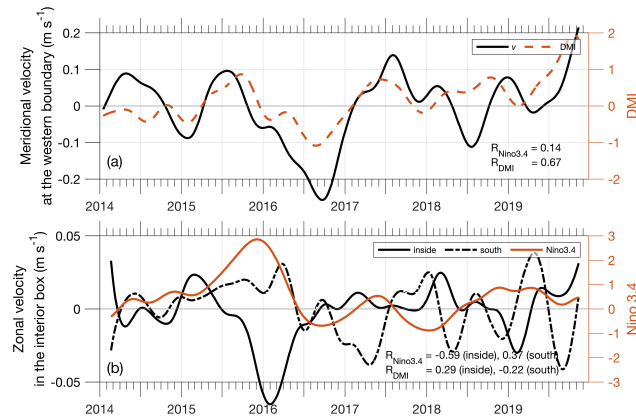 (a)
Meridional velocity
at the western boundary (m s⁻¹)
0.2
0.1
0
-0.1
-0.2
v
DMI
2
1
0
-1
-2
DMI
R_Nino3.4 = 0.14
R_DMI = 0.67
2014 2015 2016 2017 2018 2019
(b)
Zonal velocity
in the interior box (m s⁻¹)
0.05
0
-0.05
inside
south
Nino3.4
3
2
1
0
-1
-2
-3
Nino 3.4
R_Nino3.4 = -0.59 (inside), 0.37 (south)
R_DMI = 0.29 (inside), -0.22 (south)
2014 2015 2016 2017 2018 2019